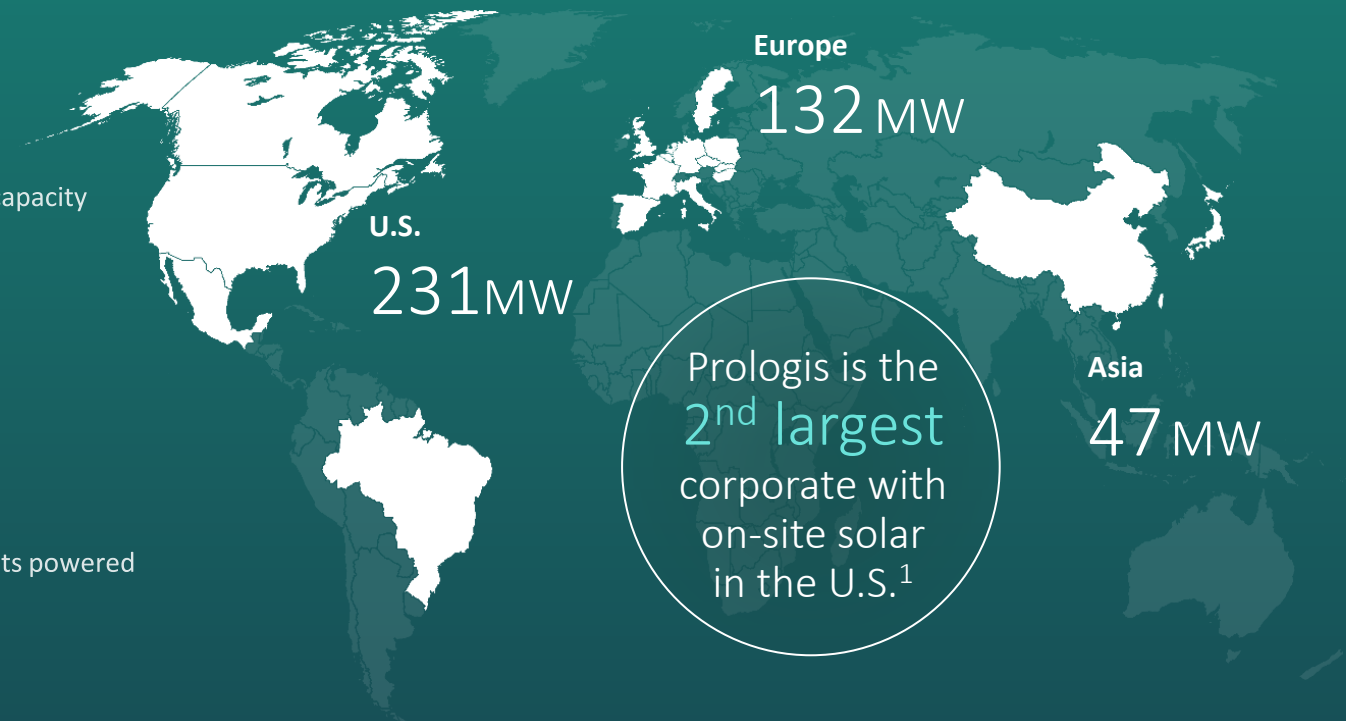 Europe
132 MW
apacity
U.S.
231MW
Prologis is the
2nd largest
corporate with
on-site solar
in the U.S.1
Asia
47 MW
ts powered